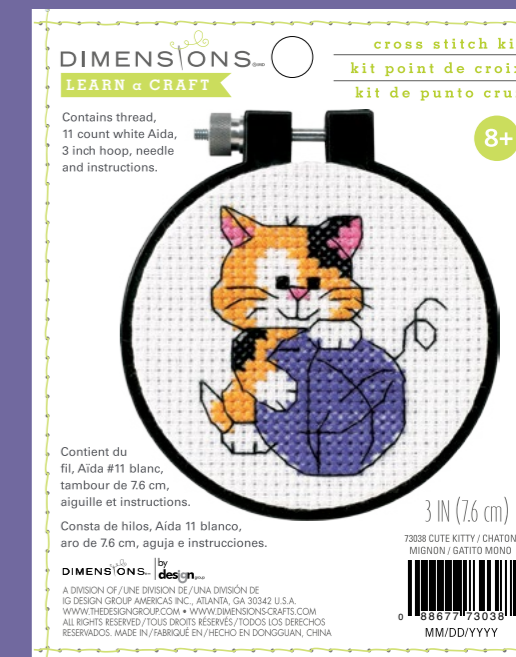 DIMENSIONS
LEARN a CRAFT
cross stitch ki
kit point de croi
kit de punto cru
8+
Contains thread,
11 count white Aida,
3 inch hoop, needle
and instructions.
Contient du
fil, Aïda #11 blanc,
tambour de 7.6 cm,
aiguille et instructions.
Consta de hilos, Aida 11 blanco,
aro de 7.6 cm, aguja e instrucciones.
3 IN (7.6 cm)
73038 CUTE KITTY / CHATON
MIGNON / GATITO MONO
DIMENSIONS
by
design group
A DIVISION OF/UNE DIVISION DE/UNA DIVISIÓN DE
IG DESIGN GROUP AMERICAS INC., ATLANTA, GA 30342 U.S.A.
WWW.THEDESIGNGROUP.COM • WWW.DIMENSIONS-CRAFTS.COM
ALL RIGHTS RESERVED/TOUS DROITS RÉSERVÉS/TODOS LOS DERECHOS
RESERVADOS. MADE IN/FABRIQUÉ EN/HECHO EN DONGGUAN, CHINA
0 88677 73038
MM/DD/YYYY